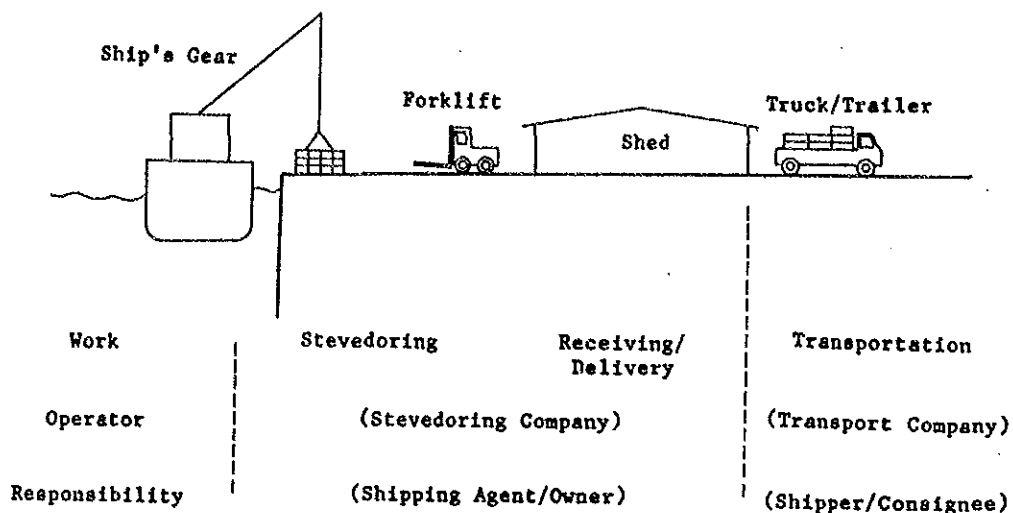 Ship's Gear
Forklift
Shed
Truck/Trailer
Work
Stevedoring
Receiving/
Delivery
Transportation
Operator
(Stevedoring Company)
(Transport Company)
Responsibility
(Shipping Agent/Owner)
(Shipper/Consignee)